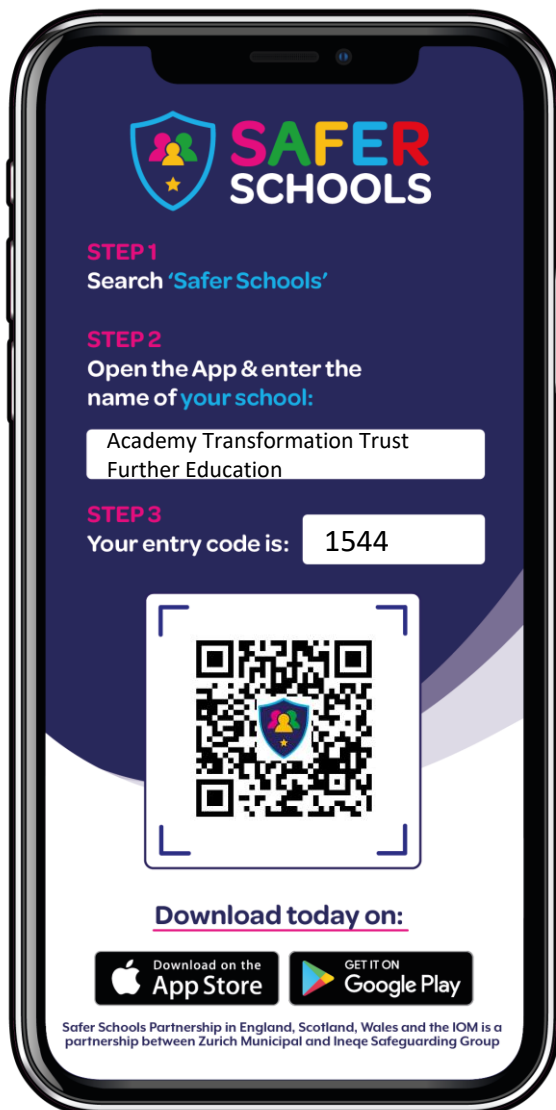 SAFER
SCHOOLS
STEP 1
Search ‘Safer Schools’
STEP 2
Open the App & enter the
name of your school:
Academy Transformation Trust
Further Education
STEP 3
Your entry code is: 1544
Download today on:
Download on the
App Store
GET IT ON
Google Play
Safer Schools Partnership in England, Scotland, Wales and the IOM is a
partnership between Zurich Municipal and Ineqe Safeguarding Group